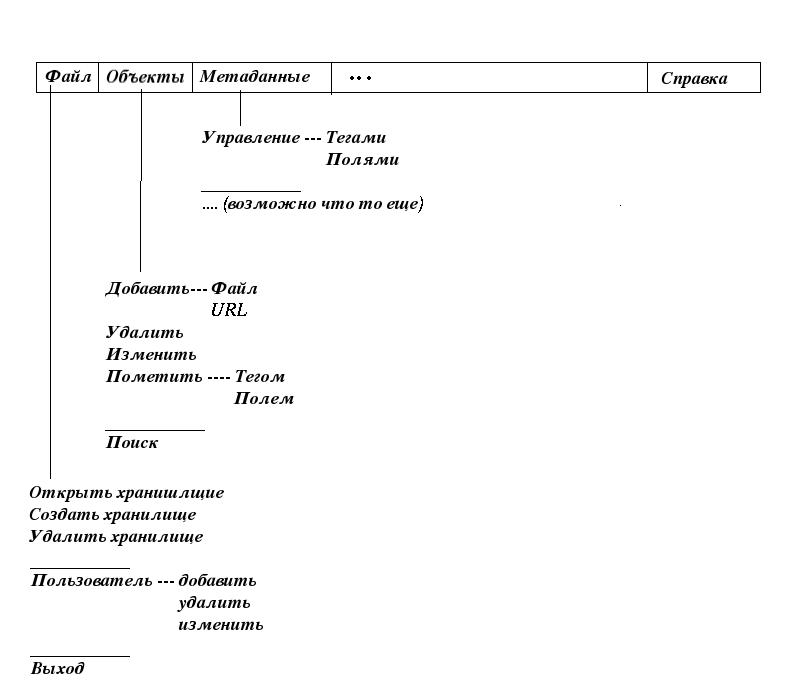 Файл Объекты Метаданные ... Справка
Управление --- Тегами
Полями
.... (возможно что то еще)
Добавить--- Файл
URL
Удалить
Изменить
Пометить ---- Тегом
Полем
Поиск
Открыть хранишлщие
Создать хранилище
Удалить хранилище
Пользователь --- добавить
удалить
изменить
Выход